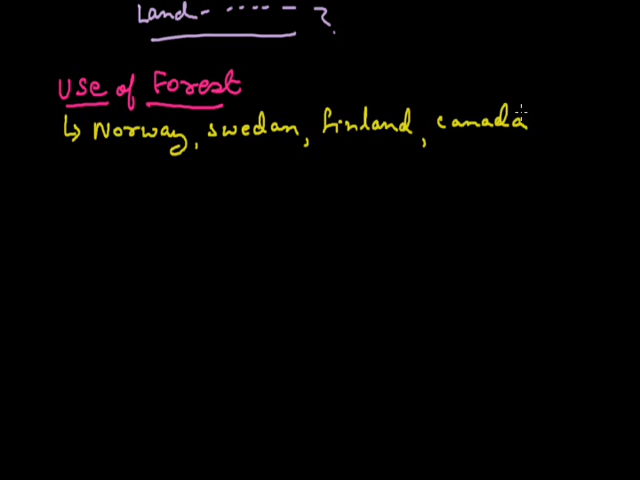 Land- ..... - ?
Use of Forest
↳ Norway, swedan, finland, canada